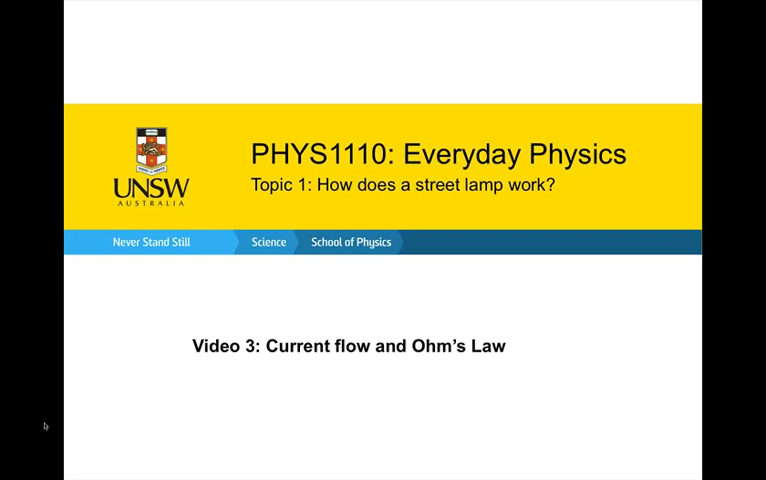 PHYS1110: Everyday Physics
Topic 1: How does a street lamp work?
UNSW
AUSTRALIA
Never Stand Still
Science
School of Physics
Video 3: Current flow and Ohm's Law